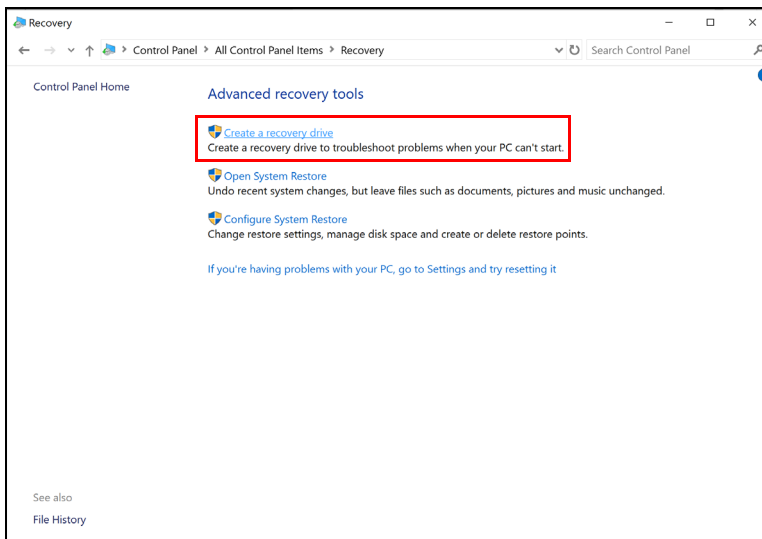 Recovery
Control Panel > All Control Panel Items > Recovery
Search Control Panel
Control Panel Home
Advanced recovery tools
Create a recovery drive
Create a recovery drive to troubleshoot problems when your PC can't start.
Open System Restore
Undo recent system changes, but leave files such as documents, pictures and music unchanged.
Configure System Restore
Change restore settings, manage disk space and create or delete restore points.
If you're having problems with your PC, go to Settings and try resetting it
See also
File History